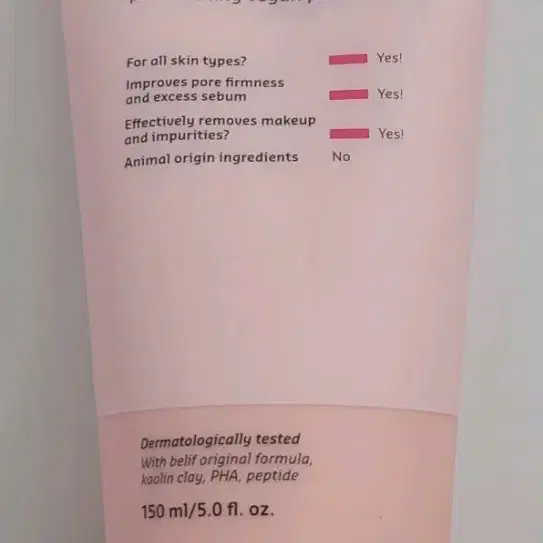 For all skin types? Yes!
Improves pore firmness
and excess sebum Yes!
Effectively removes makeup
and impurities? Yes!
Animal origin ingredients No
Dermatologically tested
With belif original formula,
kaolin clay, PHA, peptide
150 ml/5.0 fl. oz.